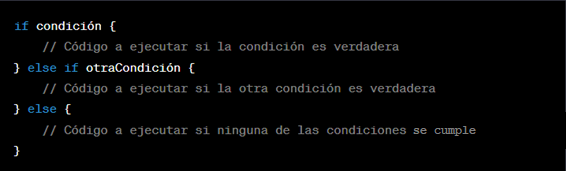 if condición {
// Código a ejecutar si la condición es verdadera
} else if otraCondición {
// Código a ejecutar si la otra condición es verdadera
} else {
// Código a ejecutar si ninguna de las condiciones se cumple
}